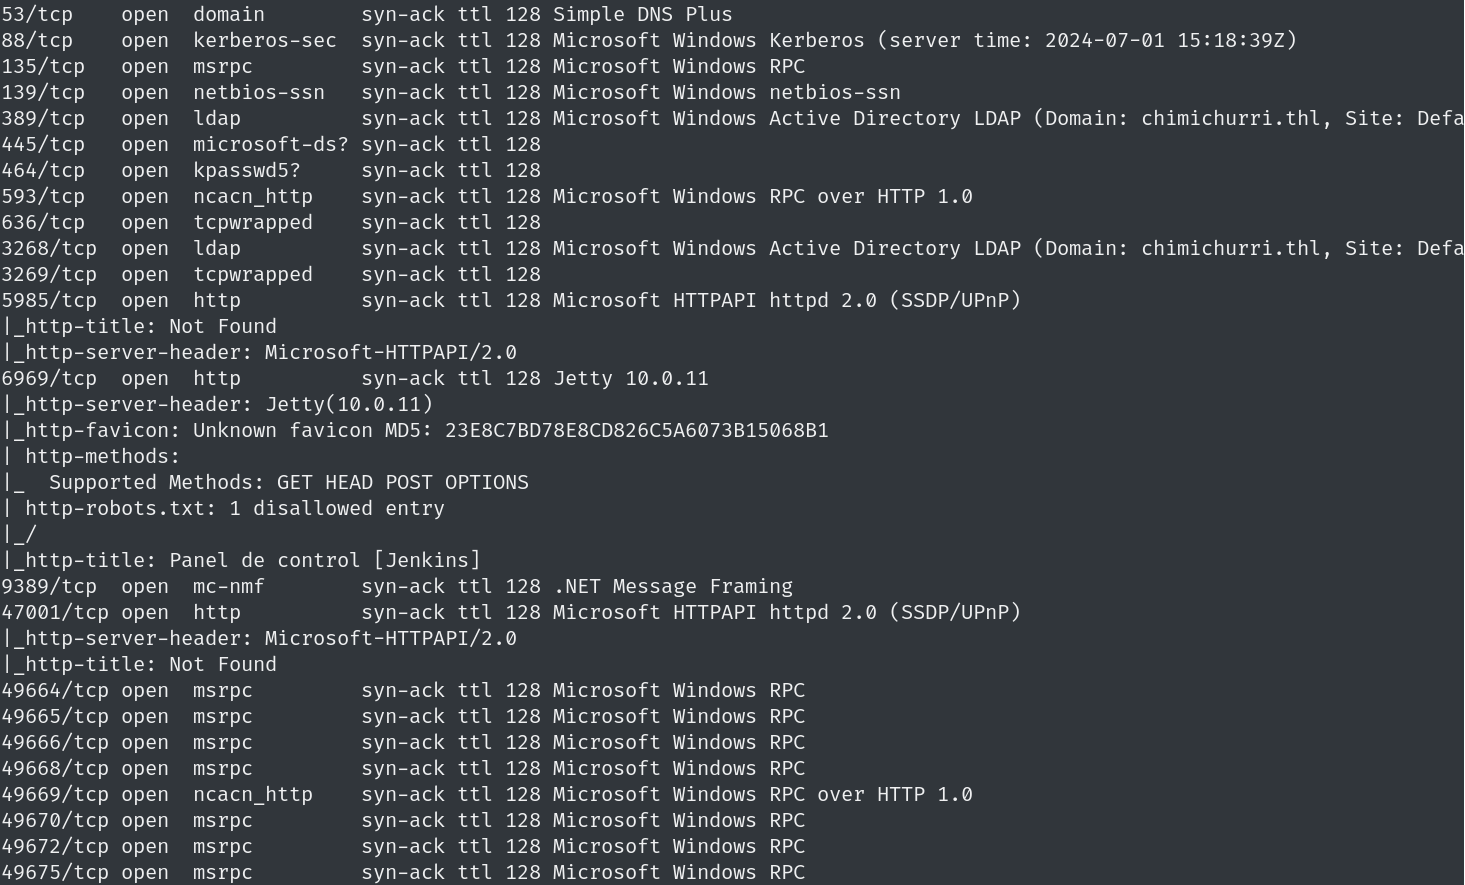 53/tcp    open  domain        syn-ack ttl 128 Simple DNS Plus
88/tcp    open  kerberos-sec  syn-ack ttl 128 Microsoft Windows Kerberos (server time: 2024-07-01 15:18:39Z)
135/tcp   open  msrpc         syn-ack ttl 128 Microsoft Windows RPC
139/tcp   open  netbios-ssn   syn-ack ttl 128 Microsoft Windows netbios-ssn
389/tcp   open  ldap          syn-ack ttl 128 Microsoft Windows Active Directory LDAP (Domain: chimichurri.thl, Site: Defa
445/tcp   open  microsoft-ds? syn-ack ttl 128
464/tcp   open  kpasswd5?     syn-ack ttl 128
593/tcp   open  ncacn_http    syn-ack ttl 128 Microsoft Windows RPC over HTTP 1.0
636/tcp   open  tcpwrapped    syn-ack ttl 128
3268/tcp  open  ldap          syn-ack ttl 128 Microsoft Windows Active Directory LDAP (Domain: chimichurri.thl, Site: Defa
3269/tcp  open  tcpwrapped    syn-ack ttl 128
5985/tcp  open  http          syn-ack ttl 128 Microsoft HTTPAPI httpd 2.0 (SSDP/UPnP)
|_http-title: Not Found
|_http-server-header: Microsoft-HTTPAPI/2.0
6969/tcp  open  http          syn-ack ttl 128 Jetty 10.0.11
|_http-server-header: Jetty(10.0.11)
|_http-favicon: Unknown favicon MD5: 23E8C7BD78E8CD826C5A6073B15068B1
| http-methods:
|_  Supported Methods: GET HEAD POST OPTIONS
| http-robots.txt: 1 disallowed entry
|_/
|_http-title: Panel de control [Jenkins]
9389/tcp  open  mc-nmf        syn-ack ttl 128 .NET Message Framing
47001/tcp open  http          syn-ack ttl 128 Microsoft HTTPAPI httpd 2.0 (SSDP/UPnP)
|_http-server-header: Microsoft-HTTPAPI/2.0
|_http-title: Not Found
49664/tcp open  msrpc         syn-ack ttl 128 Microsoft Windows RPC
49665/tcp open  msrpc         syn-ack ttl 128 Microsoft Windows RPC
49666/tcp open  msrpc         syn-ack ttl 128 Microsoft Windows RPC
49668/tcp open  msrpc         syn-ack ttl 128 Microsoft Windows RPC
49669/tcp open  ncacn_http    syn-ack ttl 128 Microsoft Windows RPC over HTTP 1.0
49670/tcp open  msrpc         syn-ack ttl 128 Microsoft Windows RPC
49672/tcp open  msrpc         syn-ack ttl 128 Microsoft Windows RPC
49675/tcp open  msrpc         syn-ack ttl 128 Microsoft Windows RPC